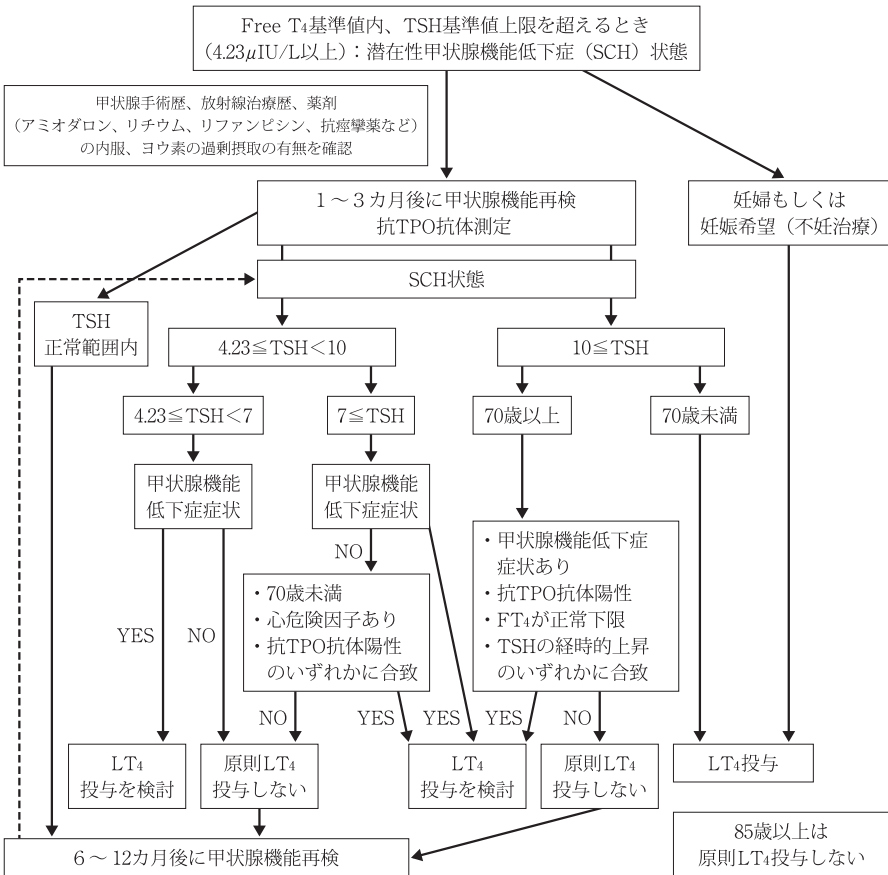 Free T₄基準値内、TSH基準値上限を超えるとき
（4.23μIU/L以上）：潜在性甲状腺機能低下症（SCH）状態
甲状腺手術歴、放射線治療歴、薬剤
（アミオダロン、リチウム、リファンピシン、抗痙攣薬など）
の内服、ヨウ素の過剰摂取の有無を確認
1～3カ月後に甲状腺機能再検
抗TPO抗体測定
妊婦もしくは
妊娠希望（不妊治療）
SCH状態
TSH
正常範囲内
4.23≦TSH<10
10≦TSH
4.23≦TSH<7
7≦TSH
70歳以上
70歳未満
甲状腺機能
低下症症状
甲状腺機能
低下症症状
NO
・70歳未満
・心危険因子あり
・抗TPO抗体陽性
のいずれかに合致
・甲状腺機能低下症
症状あり
・抗TPO抗体陽性
・FT₄が正常下限
・TSHの経時的上昇
のいずれかに合致
YES
NO
NO
YES
YES
YES
NO
LT₄
投与を検討
原則LT₄
投与しない
LT₄
投与を検討
原則LT₄
投与しない
LT₄投与
6～12カ月後に甲状腺機能再検
85歳以上は
原則LT₄投与しない